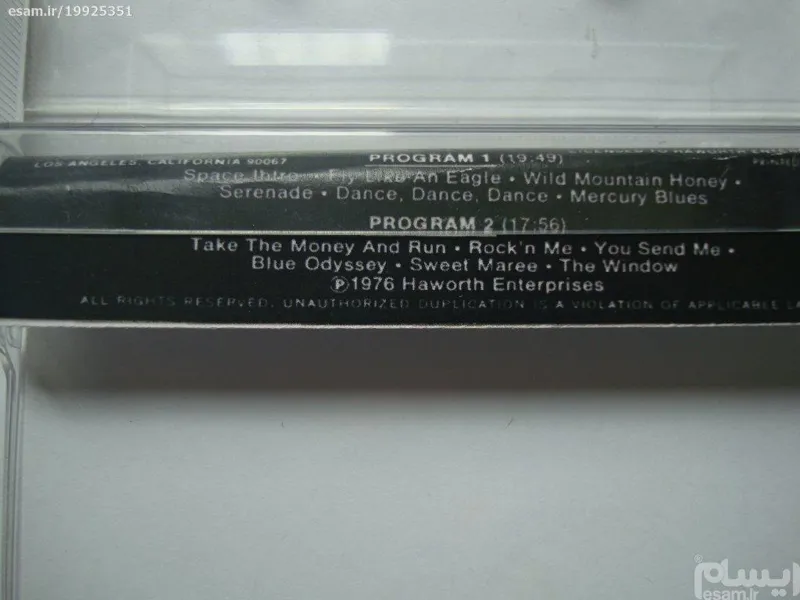 esam.ir/19925351
LOS ANGELES, CALIFORNIA 90067
PROGRAM 1 (19:49)
Space Intro • Fly Like An Eagle • Wild Mountain Honey •
Serenade • Dance, Dance, Dance • Mercury Blues
PROGRAM 2 (17:56)
Take The Money And Run • Rock'n Me • You Send Me •
Blue Odyssey • Sweet Maree • The Window
℗1976 Haworth Enterprises
ALL RIGHTS RESERVED. UNAUTHORIZED DUPLICATION IS A VIOLATION OF APPLICABLE LA
ایسام
esam.ir